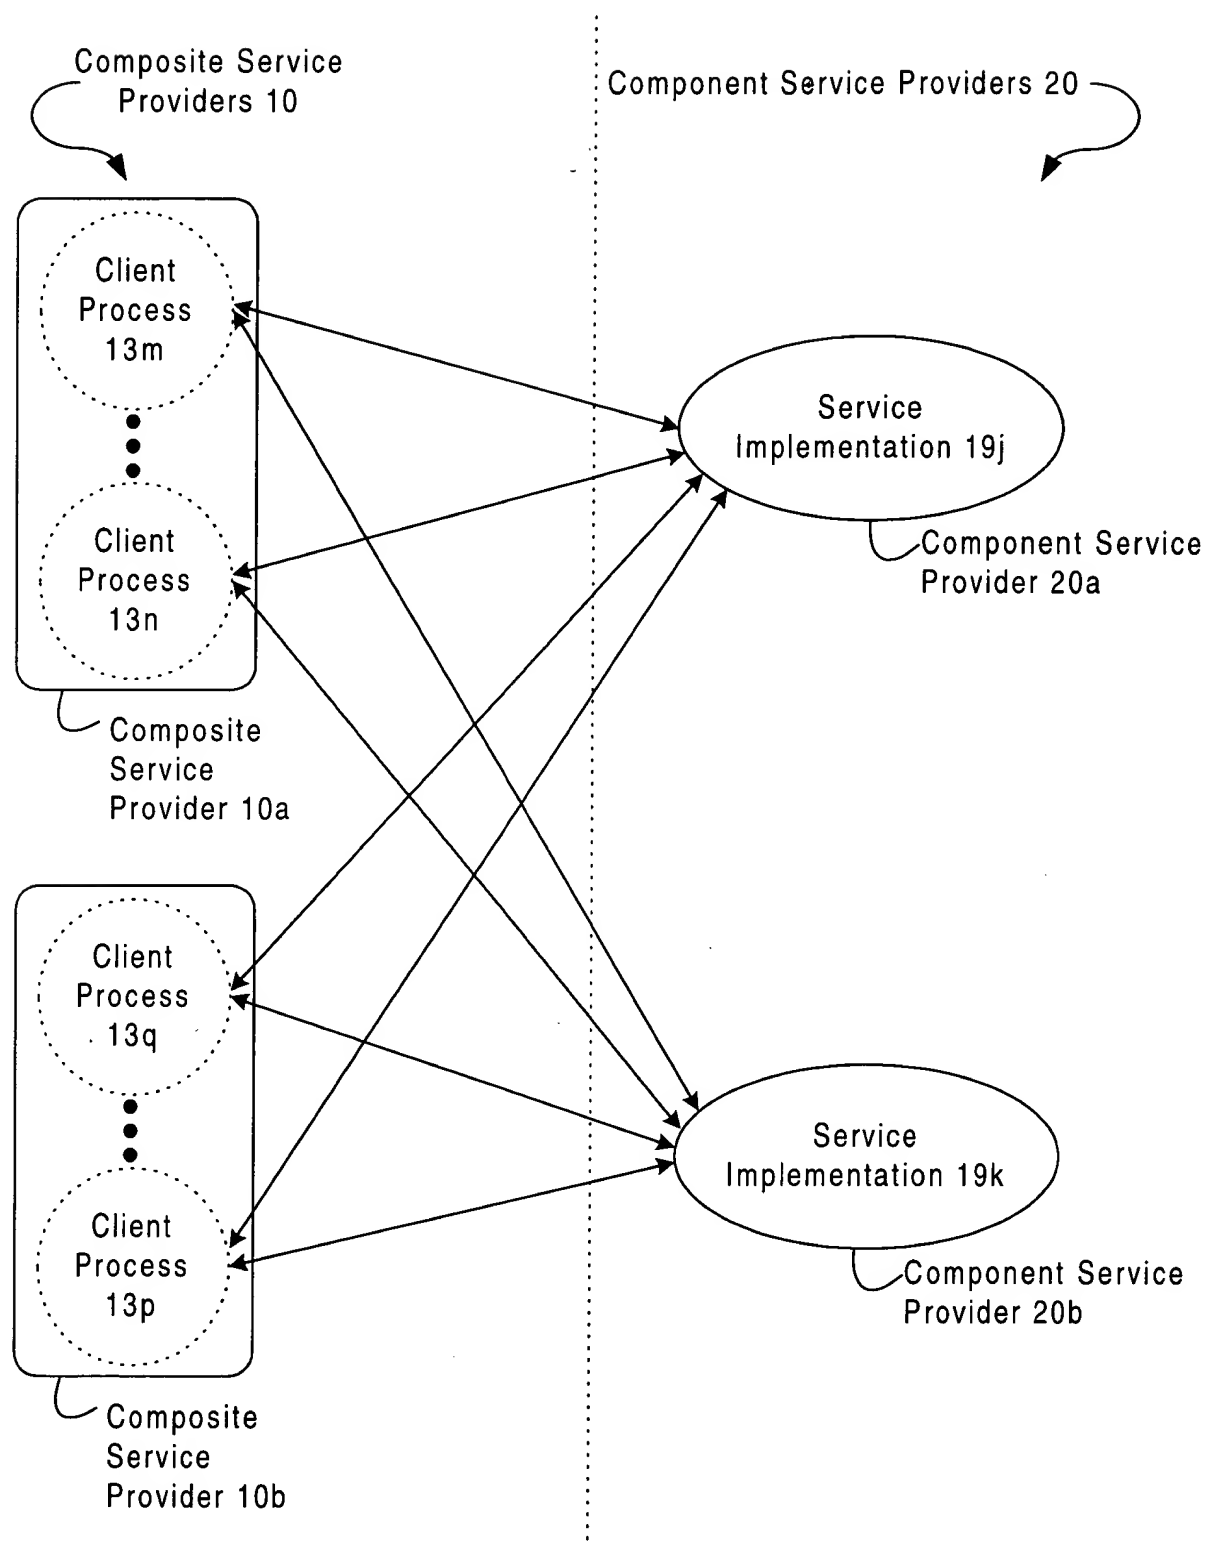 Composite Service
Providers 10
Component Service Providers 20
Client
Process
13m
Service
Implementation 19j
Client
Process
13n
Component Service
Provider 20a
Composite
Service
Provider 10a
Client
Process
13q
Service
Implementation 19k
Client
Process
13p
Component Service
Provider 20b
Composite
Service
Provider 10b